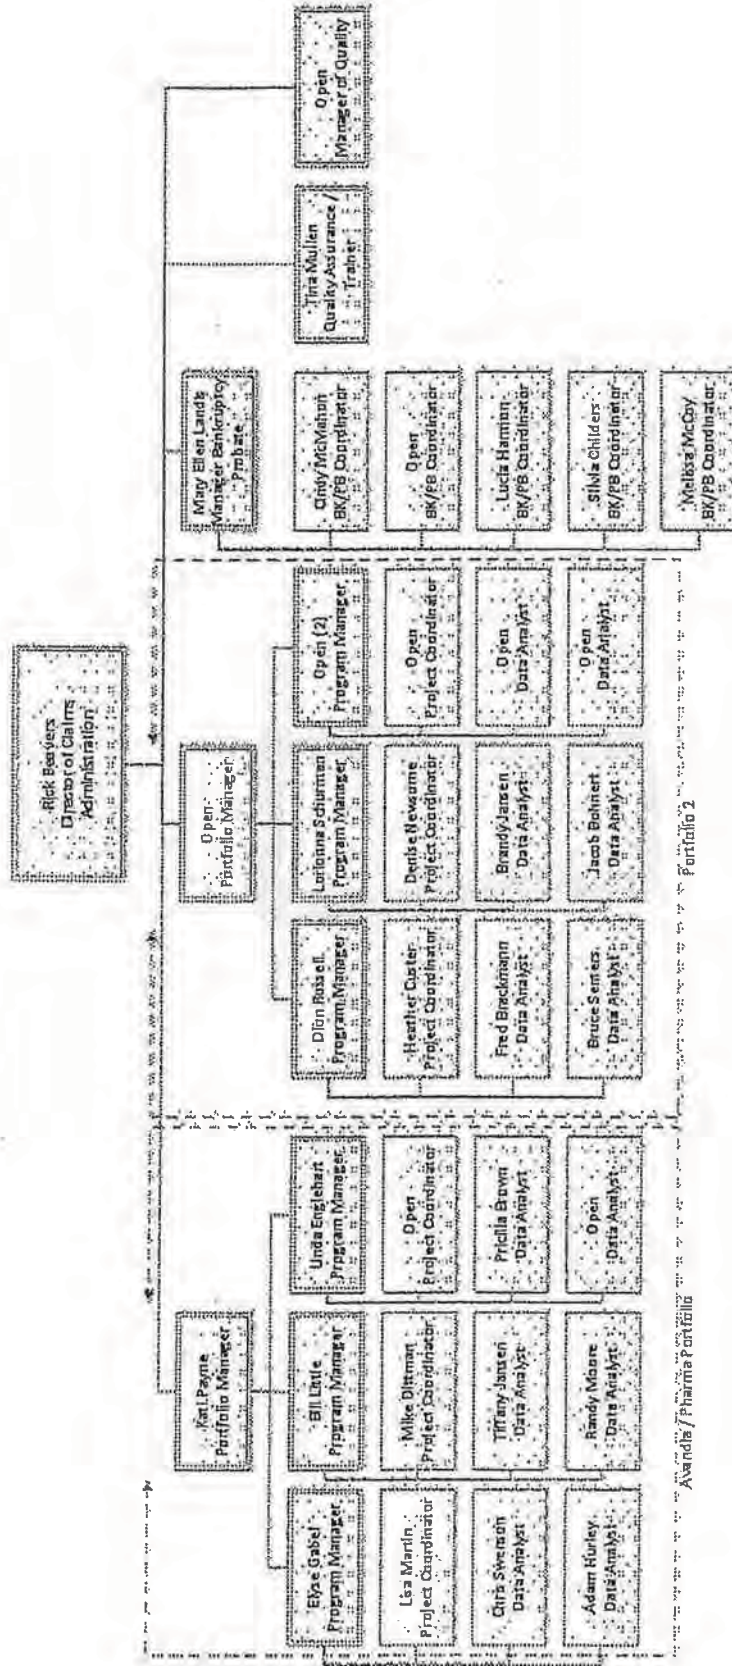 Rick Beavers
Director of Claims
Administration
Kati Payne
Portfolio Manager
Open
Portfolio Manager
Mary Ellen Landis
Manager Bankruptcy
Probate
Elyse Gabel
Program Manager
Bill Little
Program Manager
Linda Englehart
Program Manager
Dion Russell
Program Manager
Lorionna Schurman
Program Manager
Open (2)
Program Manager
Cindy McMahon
BK/PB Coordinator
Tina Mullen
Quality Assurance /
Trainer
Open
Manager of Quality
Lisa Martin
Project Coordinator
Mike Dittman
Project Coordinator
Open
Project Coordinator
Heather Custer
Project Coordinator
Denise Newsome
Project Coordinator
Open
Project Coordinator
Open
BK/PB Coordinator
Chris Swenson
Data Analyst
Tiffany Jansen
Data Analyst
Pricilla Brown
Data Analyst
Fred Brackmann
Data Analyst
Brandy Jansen
Data Analyst
Open
Data Analyst
Lucia Harmon
BK/PB Coordinator
Adam Hurley
Data Analyst
Randy Moore
Data Analyst
Open
Data Analyst
Bruce Semers
Data Analyst
Jacob Bohnert
Data Analyst
Open
Data Analyst
Silvia Childers
BK/PB Coordinator
Melissa McCoy
BK/PB Coordinator
Avandia / Pharma Portfolio
Portfolio 2